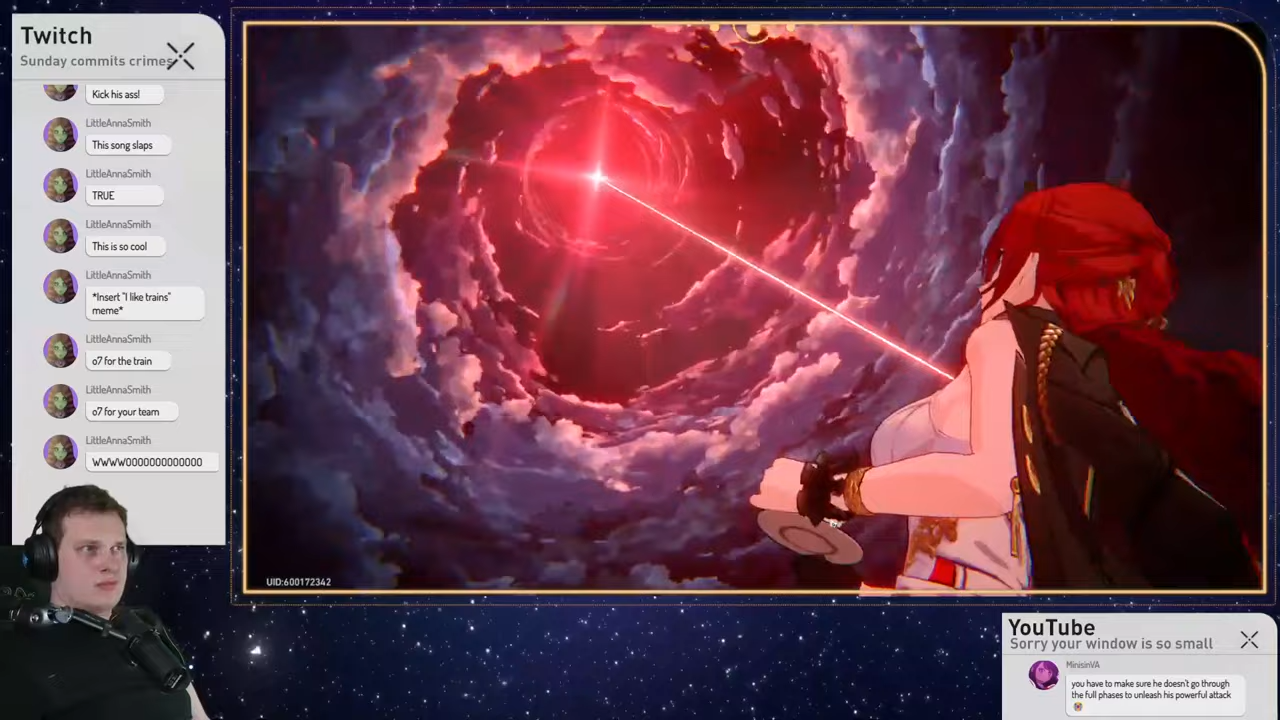 Twitch
Sunday commits crimes
Kick his ass!
LittleAnnaSmith
This song slaps
LittleAnnaSmith
TRUE
LittleAnnaSmith
This is so cool
LittleAnnaSmith
*Insert "I like trains"
meme*
LittleAnnaSmith
o7 for the train
LittleAnnaSmith
o7 for your team
LittleAnnaSmith
WWWWOOOOOOOOOOOOO
UID:600172342
YouTube
Sorry your window is so small
MinisinVA
you have to make sure he doesn't go through
the full phases to unleash his powerful attack